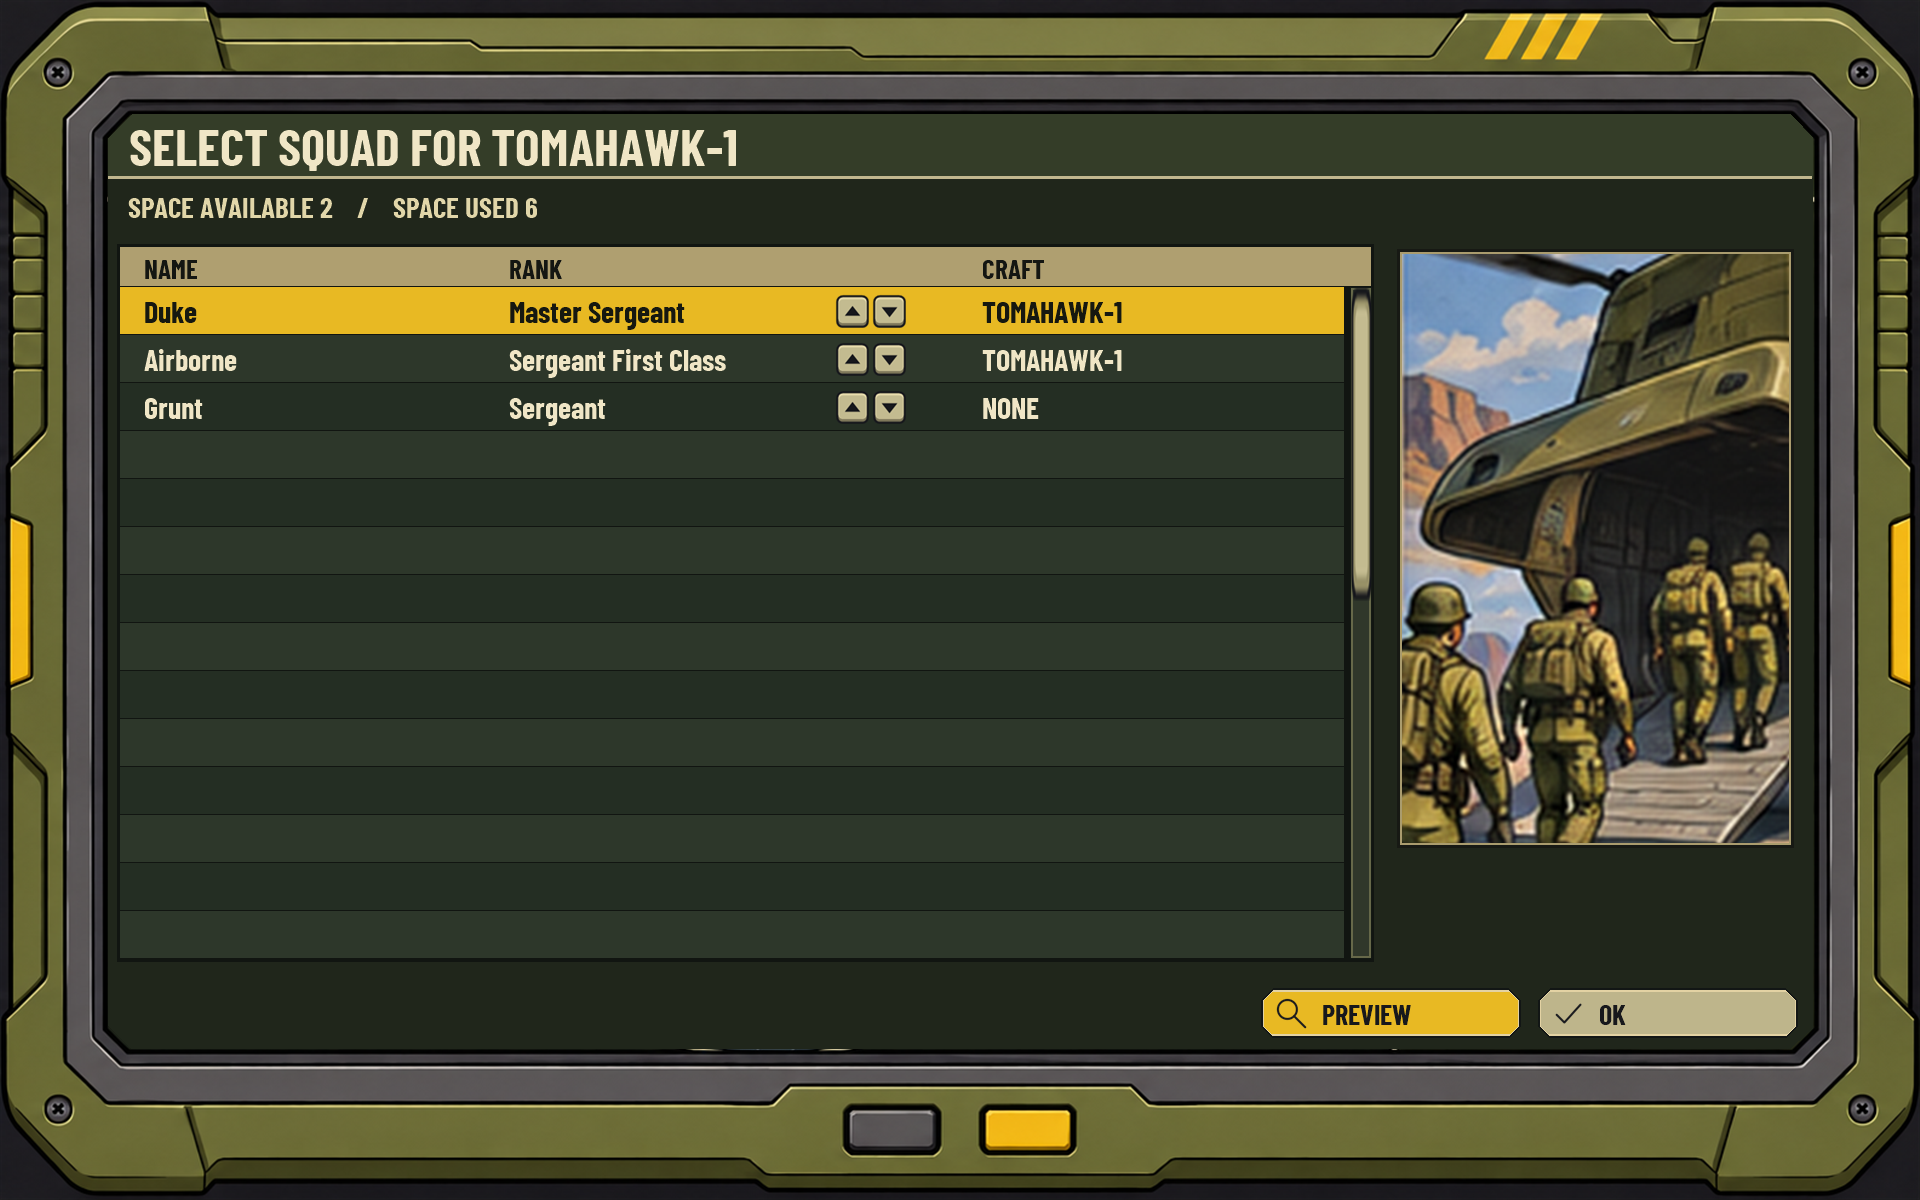 SELECT SQUAD FOR TOMAHAWK-1
SPACE AVAILABLE 2 / SPACE USED 6
NAME RANK CRAFT
Duke Master Sergeant TOMAHAWK-1
Airborne Sergeant First Class TOMAHAWK-1
Grunt Sergeant NONE
PREVIEW OK